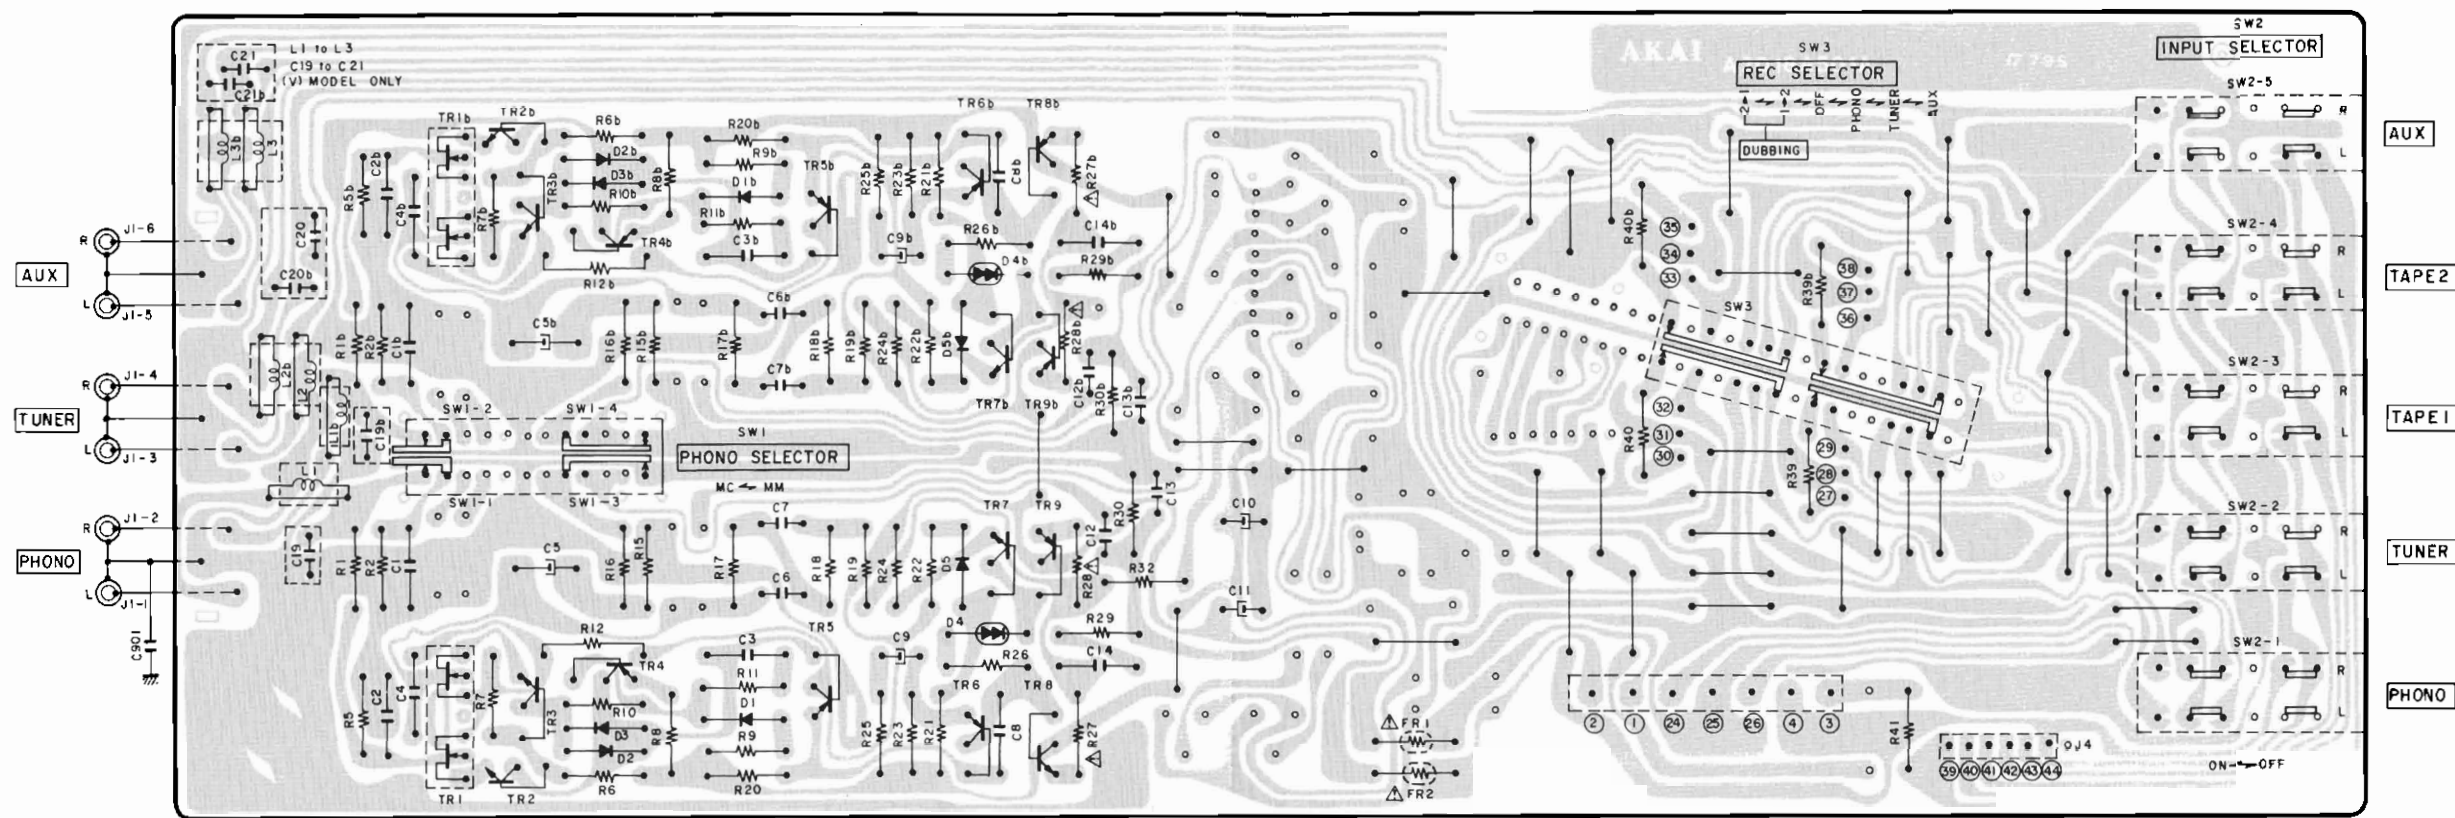 C21
L1 to L3
C19 to C21
(V) MODEL ONLY
C21b
L3b
L3
TR1b
TR2b
R6b
D2b
D3b
R10b
R8b
R20b
R9b
D1b
R11b
C3b
TR5b
R25b
R23b
R21b
TR6b
TR8b
C8b
R27b
R5b
C2b
C4b
R7b
TR3b
TR4b
R12b
C9b
R26b
D4b
C14b
R29b
C20
C20b
R J1-6
AUX
L J1-5
R1b
R2b
C1b
C5b
R16b
R15b
R17b
C6b
C7b
R18b
R19b
R24b
R22b
D5b
TR7b
TR9b
R28b
C12b
R30b
C13b
L2b
L2
L1b
C19b
R J1-4
TUNER
L J1-3
SW1-2
SW1-4
SW1
PHONO SELECTOR
MC MM
SW1-1
SW1-3
R J1-2
PHONO
L J1-1
C901
C19
R1
R2
C1
C5
R16
R15
R17
C7
C6
R18
R19
R24
R22
D5
TR7
TR9
R28
C12
R30
C13
R32
C10
C11
R12
TR4
C3
R11
D1
R9
R20
TR5
C9
D4
R26
R29
C14
TR6
TR8
R5
C2
C4
R7
TR3
R10
D3
D2
R6
R8
TR1
TR2
R25
R23
R21
C8
R27
FR1
FR2
AKAI
SW3
REC SELECTOR
2 1
1 2
OFF
PHONO
TUNER
AUX
DUBBING
R40b
35
34
33
R39b
38
37
36
SW3
R40
32
31
30
R39
29
28
27
2 1 24 25 26 4 3
R41
J4
39 40 41 42 43 44
SW2
INPUT SELECTOR
SW2-5
R
L
AUX
SW2-4
R
L
TAPE2
SW2-3
R
L
TAPE1
SW2-2
R
L
TUNER
SW2-1
R
L
PHONO
ON OFF